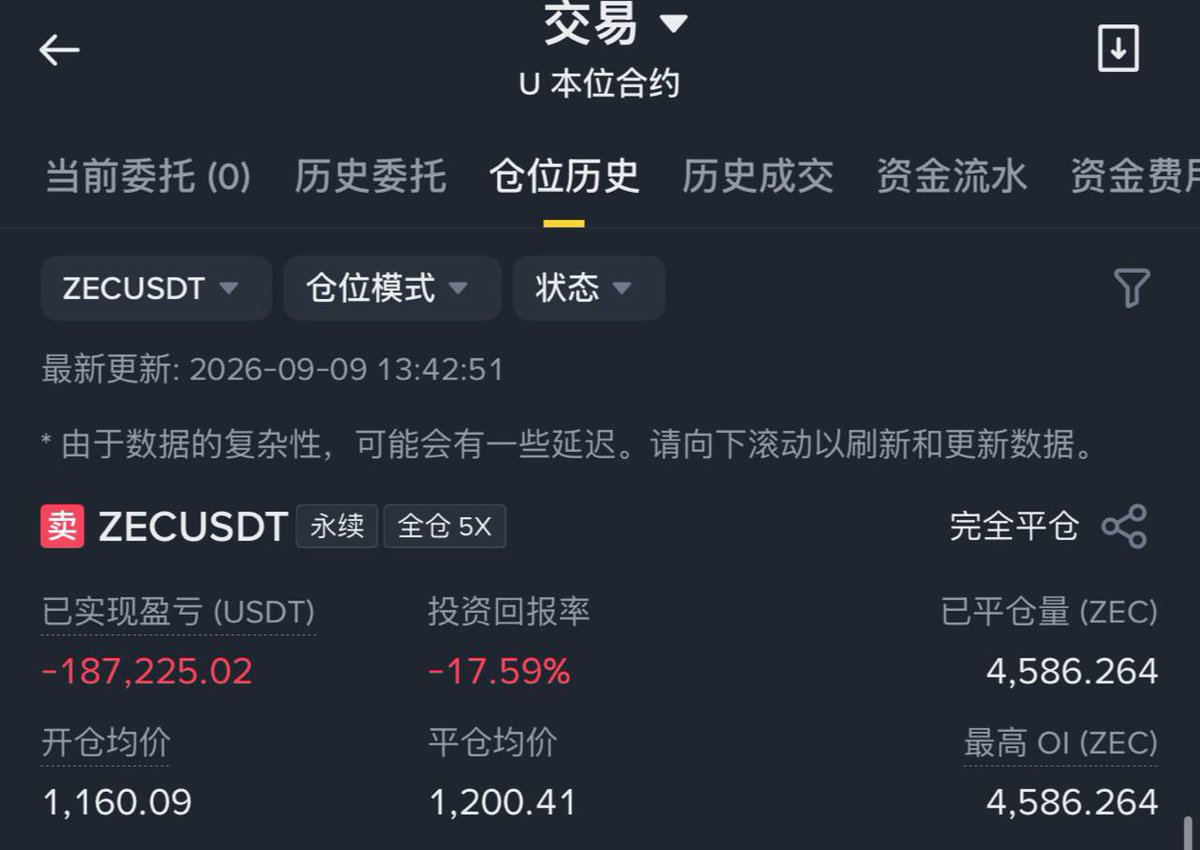 交易
U 本位合约
当前委托 (0) 历史委托 仓位历史 历史成交 资金流水 资金费用
ZECUSDT 仓位模式 状态
最新更新: 2026-09-09 13:42:51
* 由于数据的复杂性，可能会有一些延迟。请向下滚动以刷新和更新数据。
卖 ZECUSDT 永续 全仓 5X 完全平仓
已实现盈亏 (USDT) 投资回报率 已平仓量 (ZEC)
-187,225.02 -17.59% 4,586.264
开仓均价 平仓均价 最高 OI (ZEC)
1,160.09 1,200.41 4,586.264